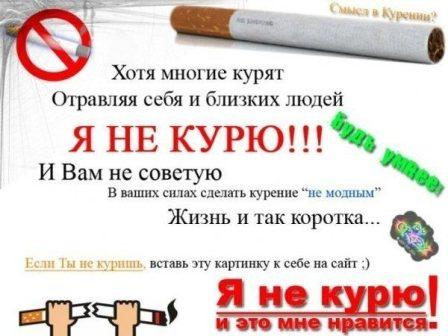 Смысл в Курении?
Хотя многие курят
Отравляя себя и близких людей
Я НЕ КУРЮ!!!
Будь умнее!
И Вам не советую
В ваших силах сделать курение “не модным”
Жизнь и так коротка...
Если Ты не куришь, вставь эту картинку к себе на сайт ;)
Я не курю!
и это мне нравится!